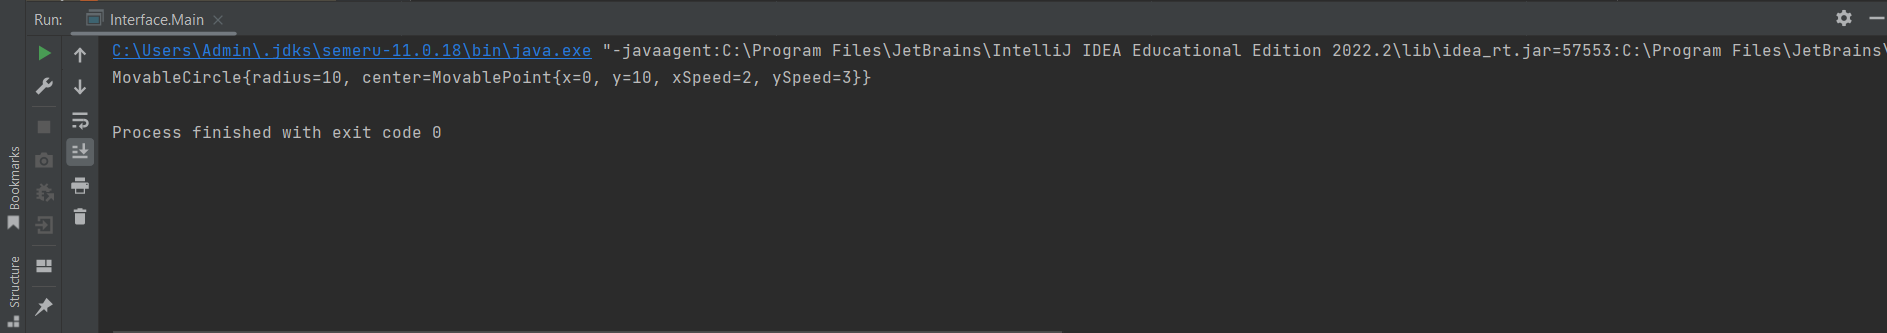 Run: Interface.Main
C:\Users\Admin\.jdks\semeru-11.0.18\bin\java.exe "-javaagent:C:\Program Files\JetBrains\IntelliJ IDEA Educational Edition 2022.2\lib\idea_rt.jar=57553:C:\Program Files\JetBrains\
MovableCircle{radius=10, center=MovablePoint{x=0, y=10, xSpeed=2, ySpeed=3}}
Process finished with exit code 0
Bookmarks
Structure